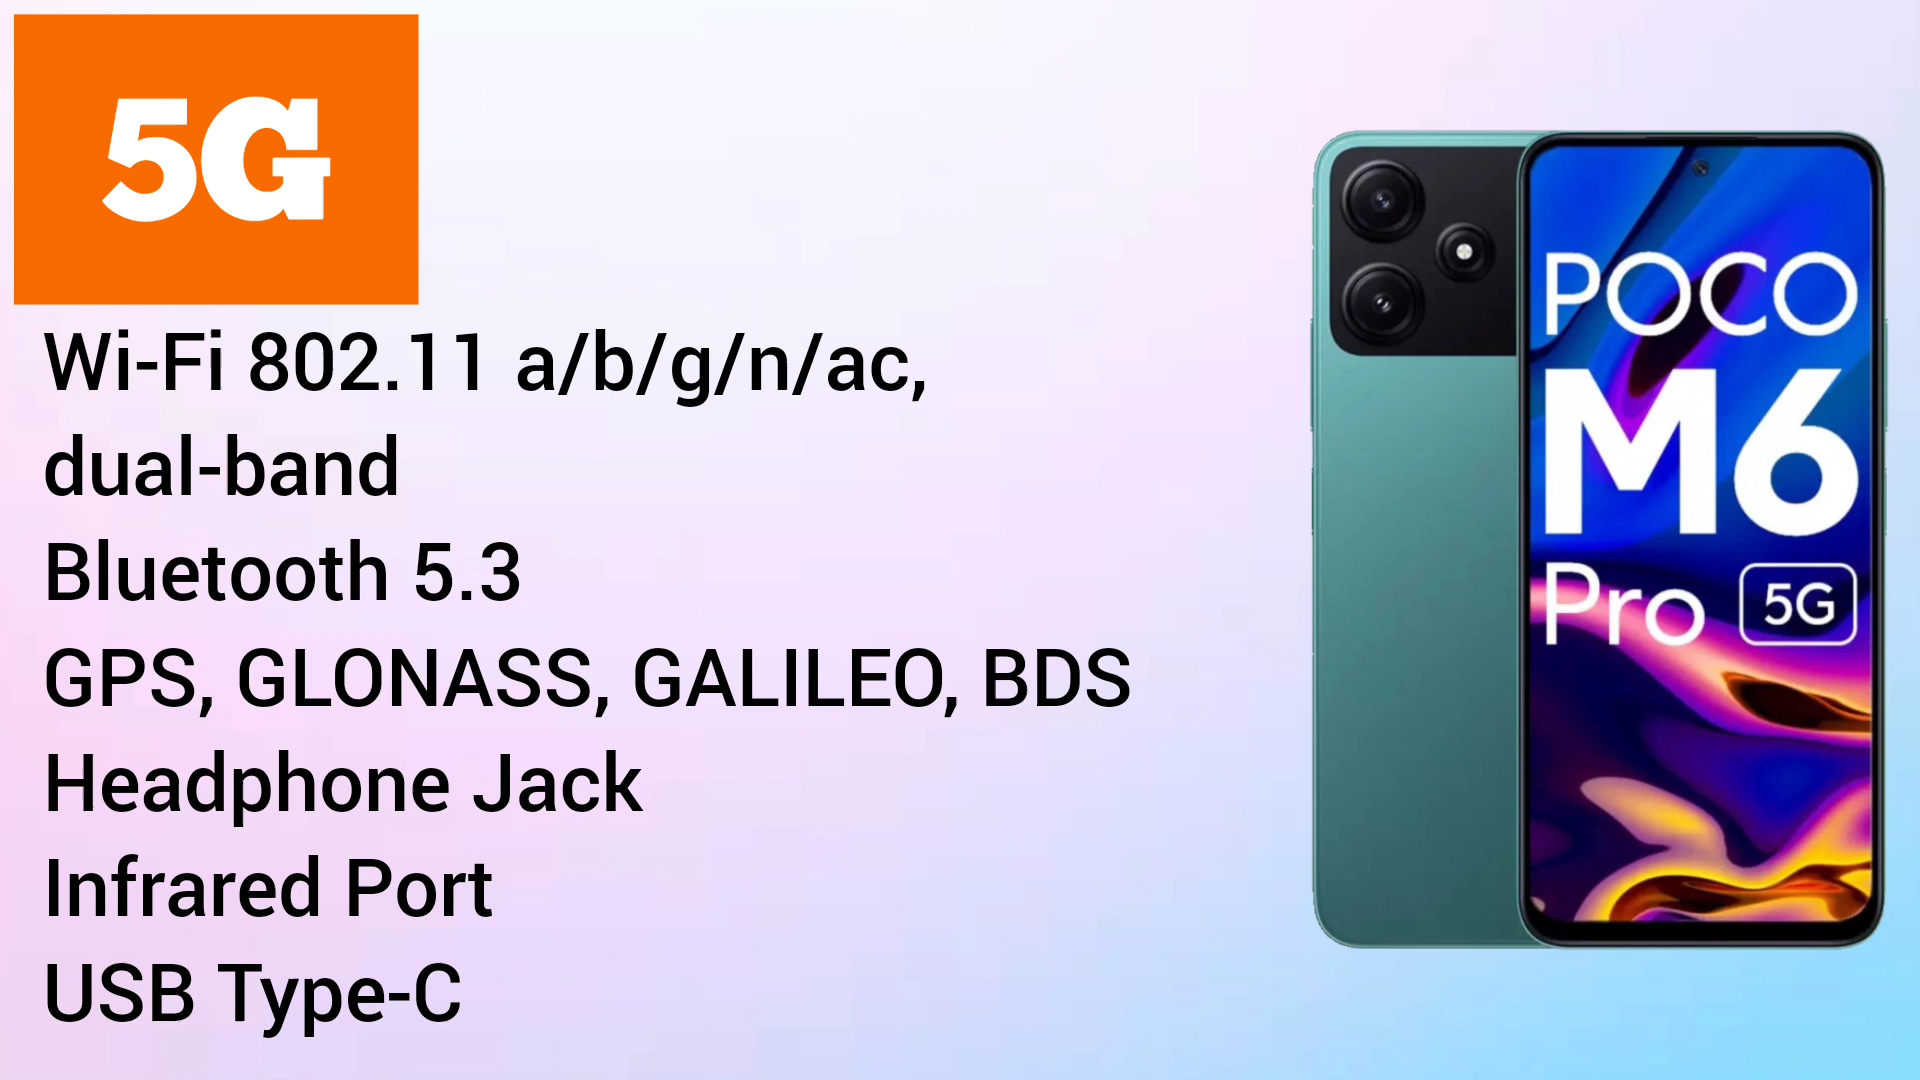 5G
Wi-Fi 802.11 a/b/g/n/ac,
dual-band
Bluetooth 5.3
GPS, GLONASS, GALILEO, BDS
Headphone Jack
Infrared Port
USB Type-C
POCO
M6
Pro 5G